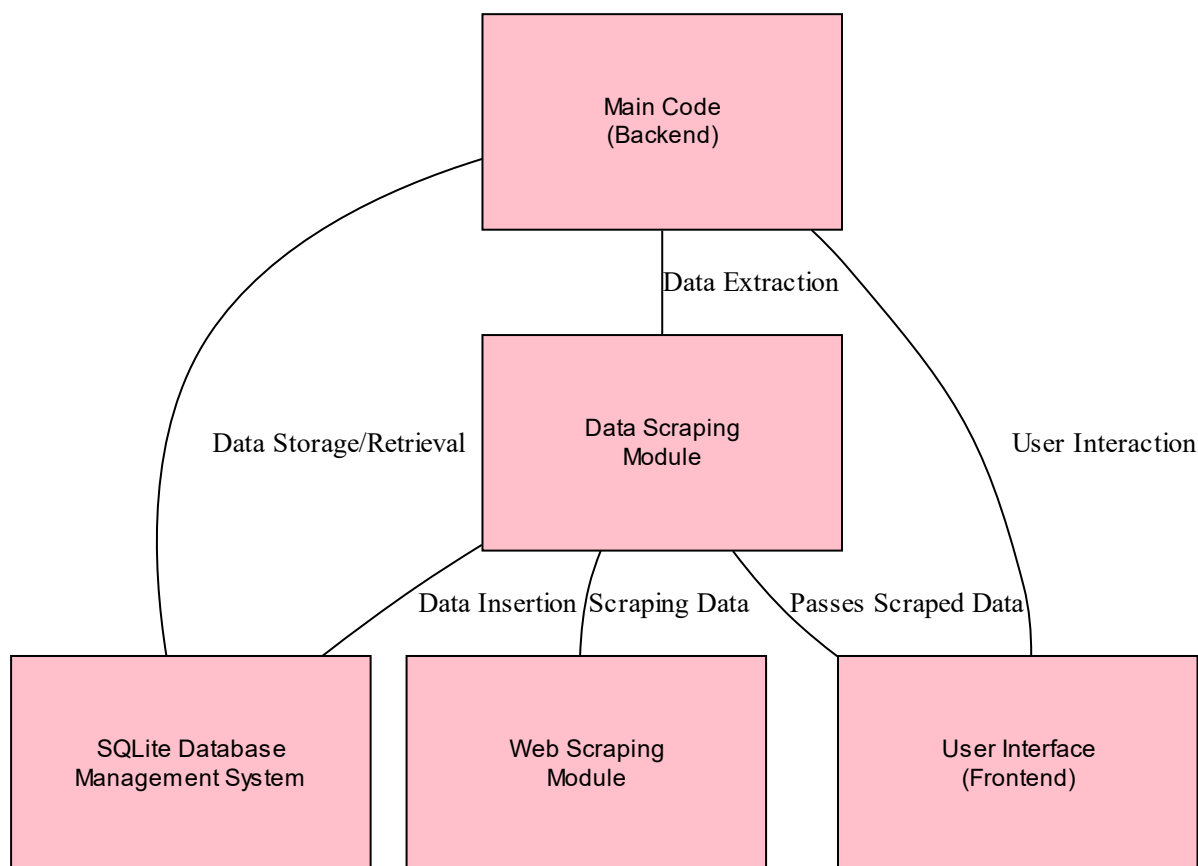 Main Code
(Backend)
Data Extraction
Data Scraping
Module
Data Storage/Retrieval
User Interaction
Data Insertion
Scraping Data
Passes Scraped Data
SQLite Database
Management System
Web Scraping
Module
User Interface
(Frontend)